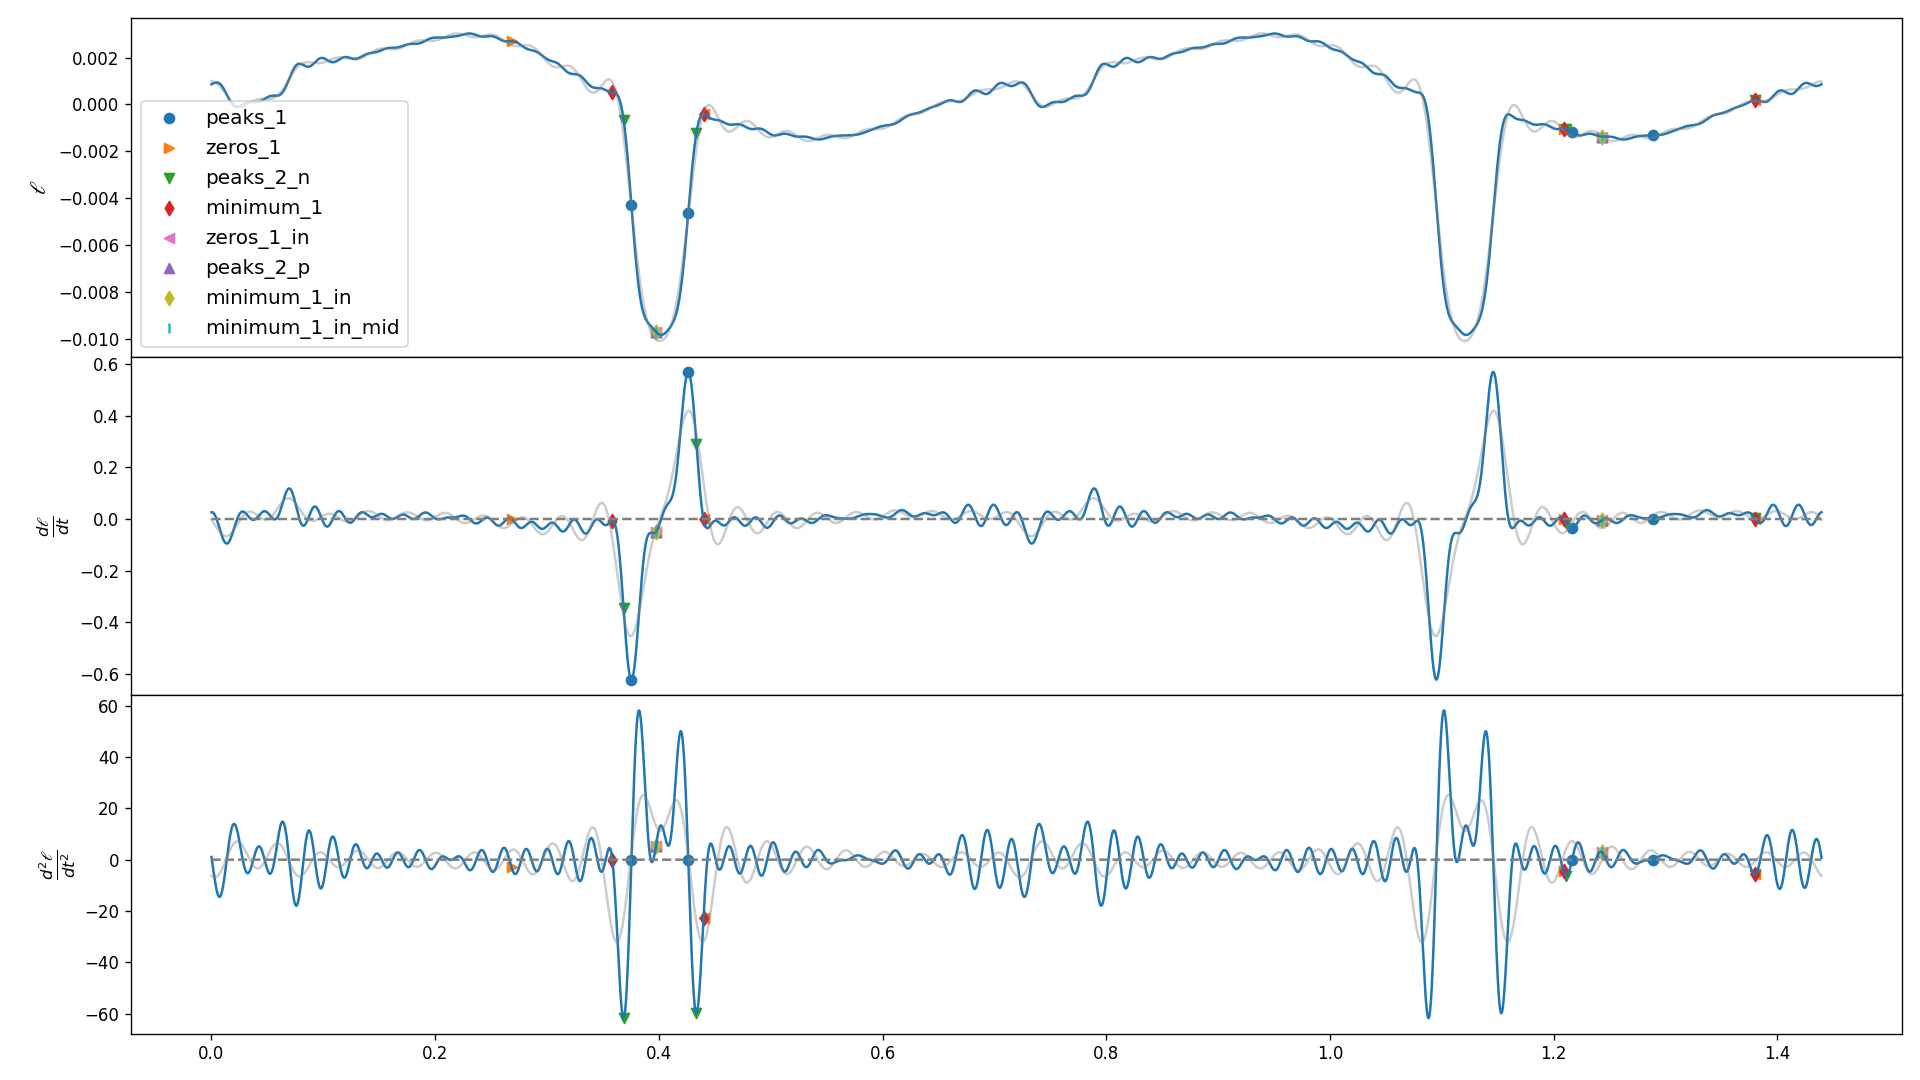 0.002
0.000
−0.002
−0.004
−0.006
−0.008
−0.010
ℓ
peaks_1
zeros_1
peaks_2_n
minimum_1
zeros_1_in
peaks_2_p
minimum_1_in
minimum_1_in_mid
0.6
0.4
0.2
0.0
−0.2
−0.4
−0.6
dℓ
dt
60
40
20
0
−20
−40
−60
d²ℓ
dt²
0.0 0.2 0.4 0.6 0.8 1.0 1.2 1.4